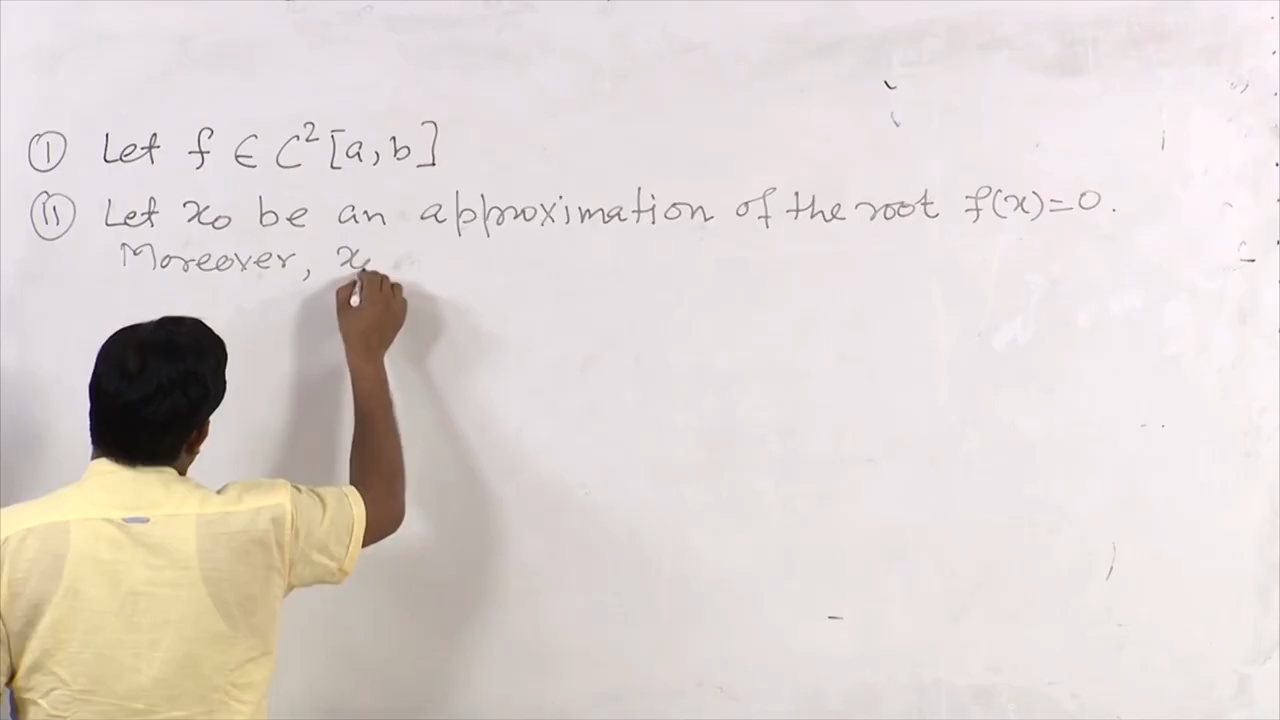 ① Let f ∈ C²[a, b]
⑪ Let x₀ be an approximation of the root f(x)=0.
Moreover, x